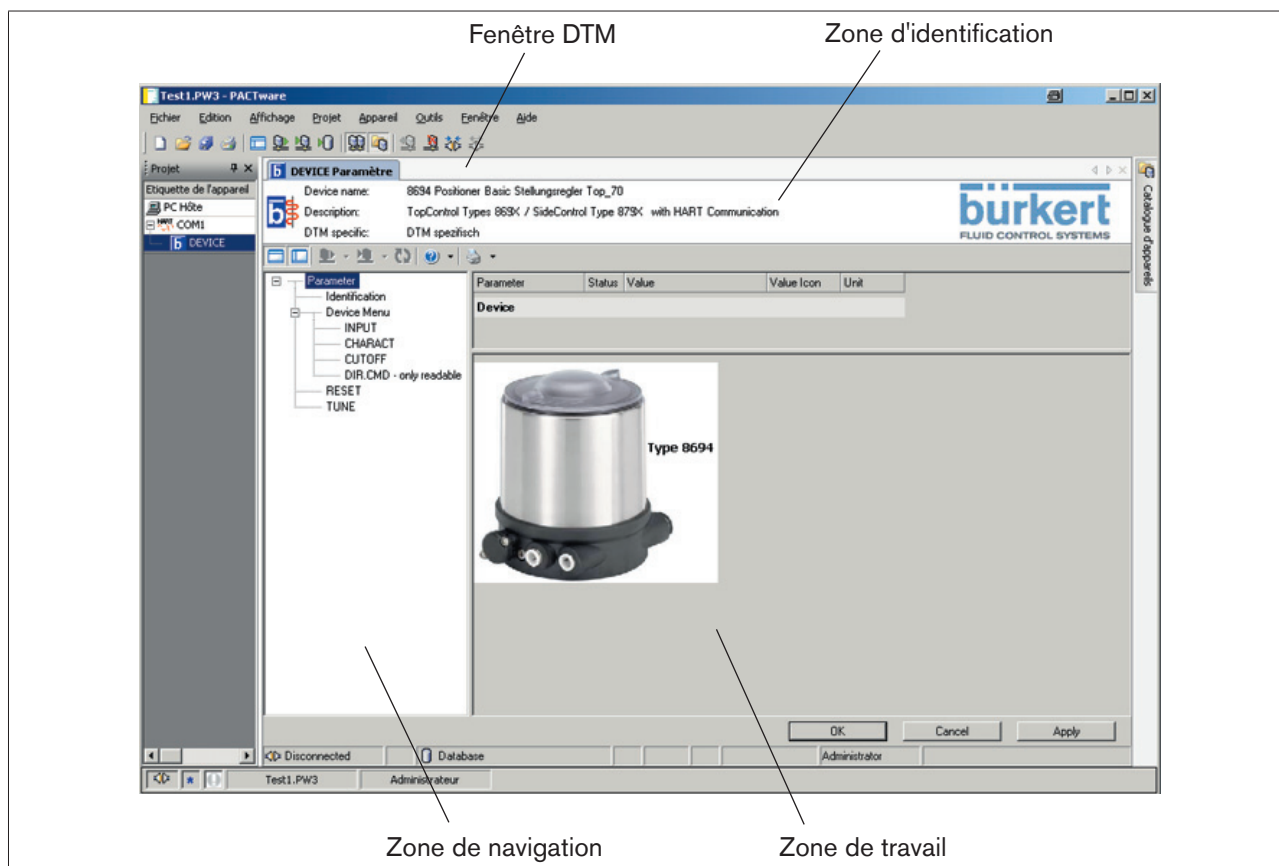 Fenêtre DTM
Zone d'identification
Test1.PW3 - PACTware
Fichier Edition Affichage Projet Appareil Outils Fenêtre Aide
Projet
Etiquette de l'appareil
PC Hôte
HART COM1
DEVICE
DEVICE Paramètre
Device name: 8694 Positioner Basic Stellungsregler Top_70
Description: TopControl Types 869X / SideControl Type 879X with HART Communication
DTM specific: DTM spezifisch
burkert
FLUID CONTROL SYSTEMS
Catalogue d'appareils
Parameter
Identification
Device Menu
INPUT
CHARACT
CUTOFF
DIR.CMD - only readable
RESET
TUNE
Parameter Status Value Value Icon Unit
Device
Type 8694
OK Cancel Apply
Disconnected Database Administrator
Test1.PW3 Administrateur
Zone de navigation
Zone de travail